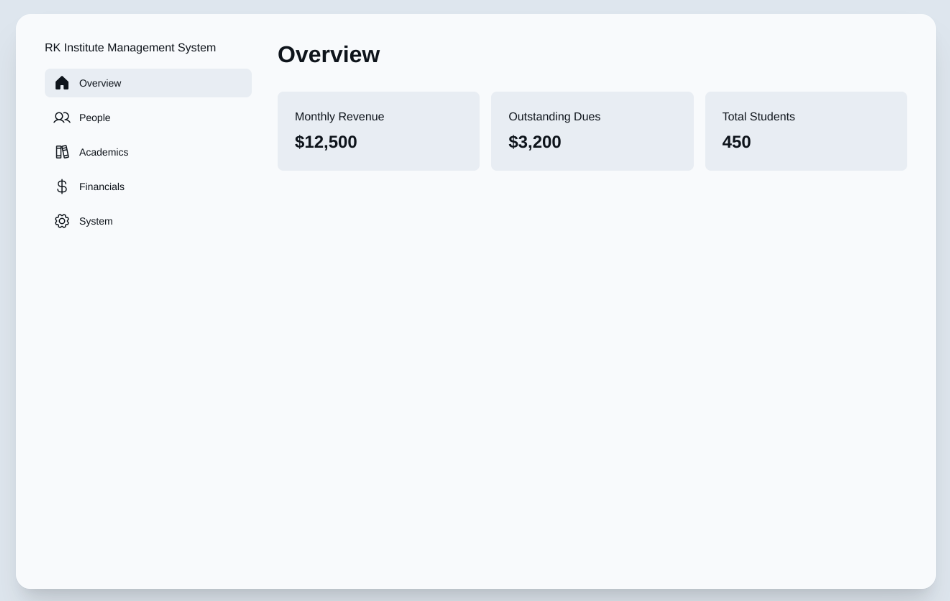 RK Institute Management System
Overview
People
Academics
Financials
System
Overview
Monthly Revenue
$12,500
Outstanding Dues
$3,200
Total Students
450